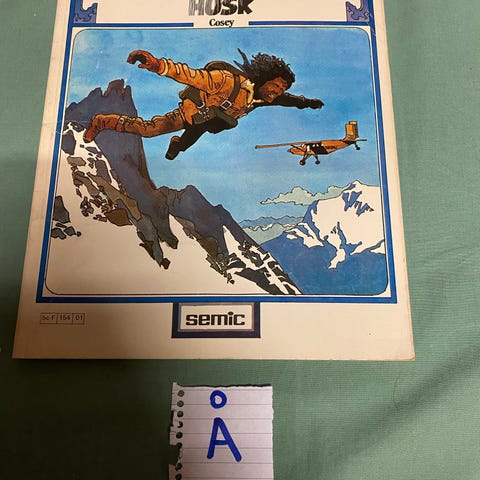 HUSK
Cosey
semic
Sc F 154 01
Å